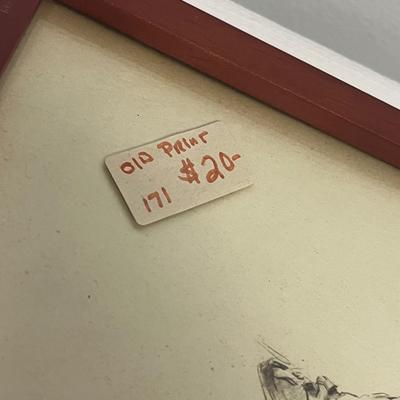 OLD PRINT
$20-
171